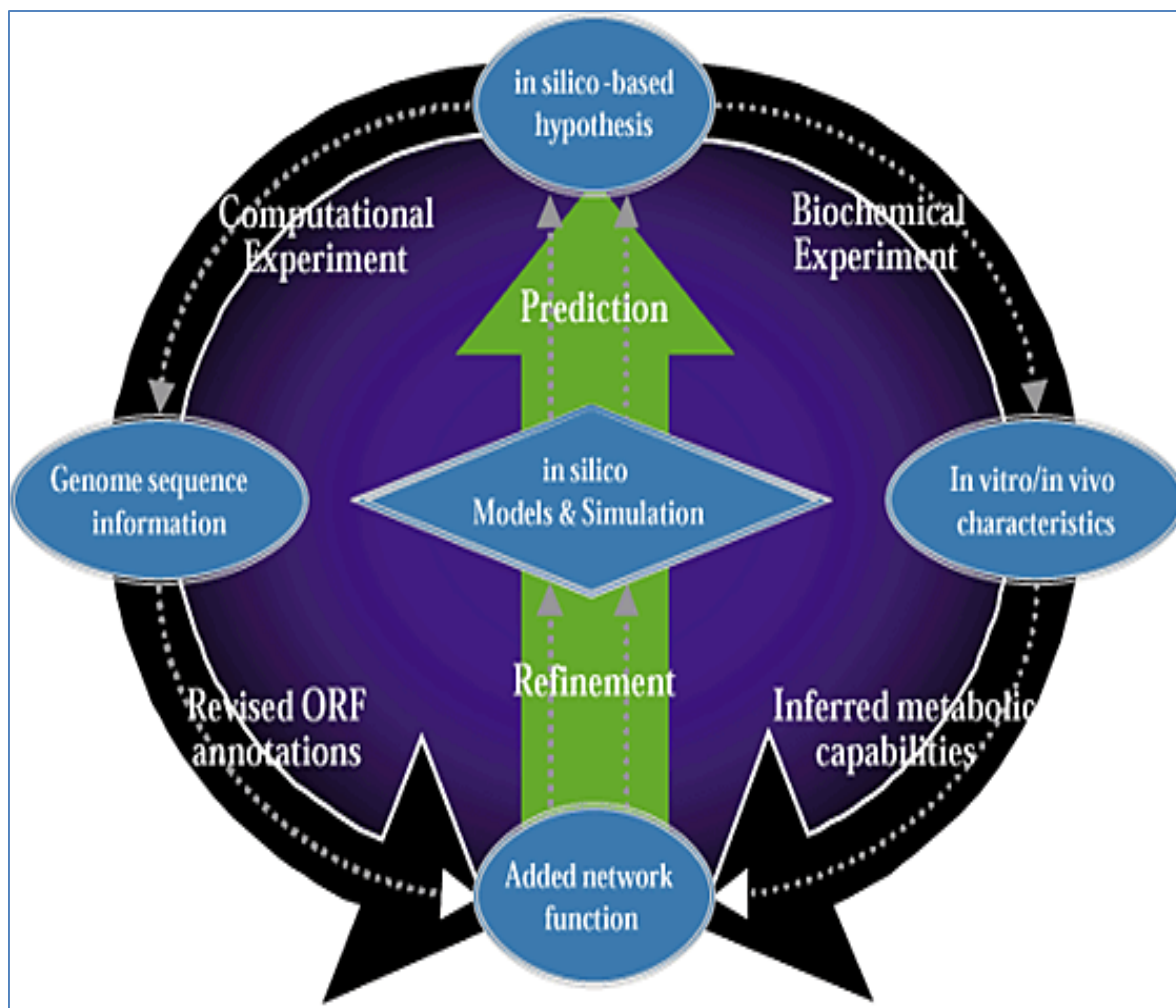 in silico -based
hypothesis
Computational
Experiment
Biochemical
Experiment
Prediction
Genome sequence
information
in silico
Models & Simulation
In vitro/in vivo
characteristics
Refinement
Revised ORF
annotations
Inferred metabolic
capabilities
Added network
function